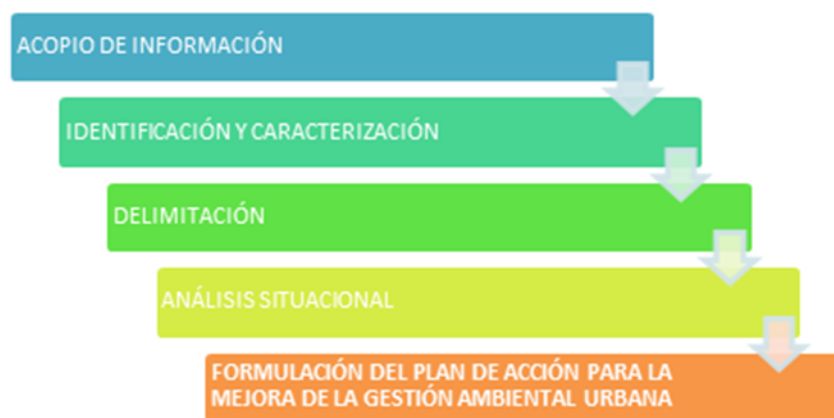 ACOPIO DE INFORMACIÓN
IDENTIFICACIÓN Y CARACTERIZACIÓN
DELIMITACIÓN
ANÁLISIS SITUACIONAL
FORMULACIÓN DEL PLAN DE ACCIÓN PARA LA
MEJORA DE LA GESTIÓN AMBIENTAL URBANA